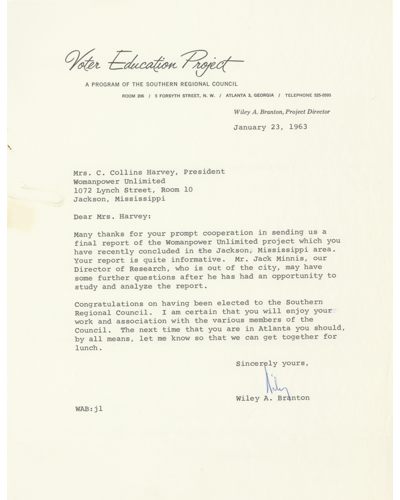 Voter Education Project
A PROGRAM OF THE SOUTHERN REGIONAL COUNCIL
ROOM 206 / 5 FORSYTH STREET, N. W. / ATLANTA 3, GEORGIA / TELEPHONE 525-0595
Wiley A. Branton, Project Director
January 23, 1963
Mrs. C. Collins Harvey, President
Womanpower Unlimited
1072 Lynch Street, Room 10
Jackson, Mississippi
Dear Mrs. Harvey:
Many thanks for your prompt cooperation in sending us a
final report of the Womanpower Unlimited project which you
have recently concluded in the Jackson, Mississippi area.
Your report is quite informative. Mr. Jack Minnis, our
Director of Research, who is out of the city, may have
some further questions after he has had an opportunity to
study and analyze the report.
Congratulations on having been elected to the Southern
Regional Council. I am certain that you will enjoy your
work and association with the various members of the
Council. The next time that you are in Atlanta you should,
by all means, let me know so that we can get together for
lunch.
Sincerely yours,
Wiley
Wiley A. Branton
WAB:jl